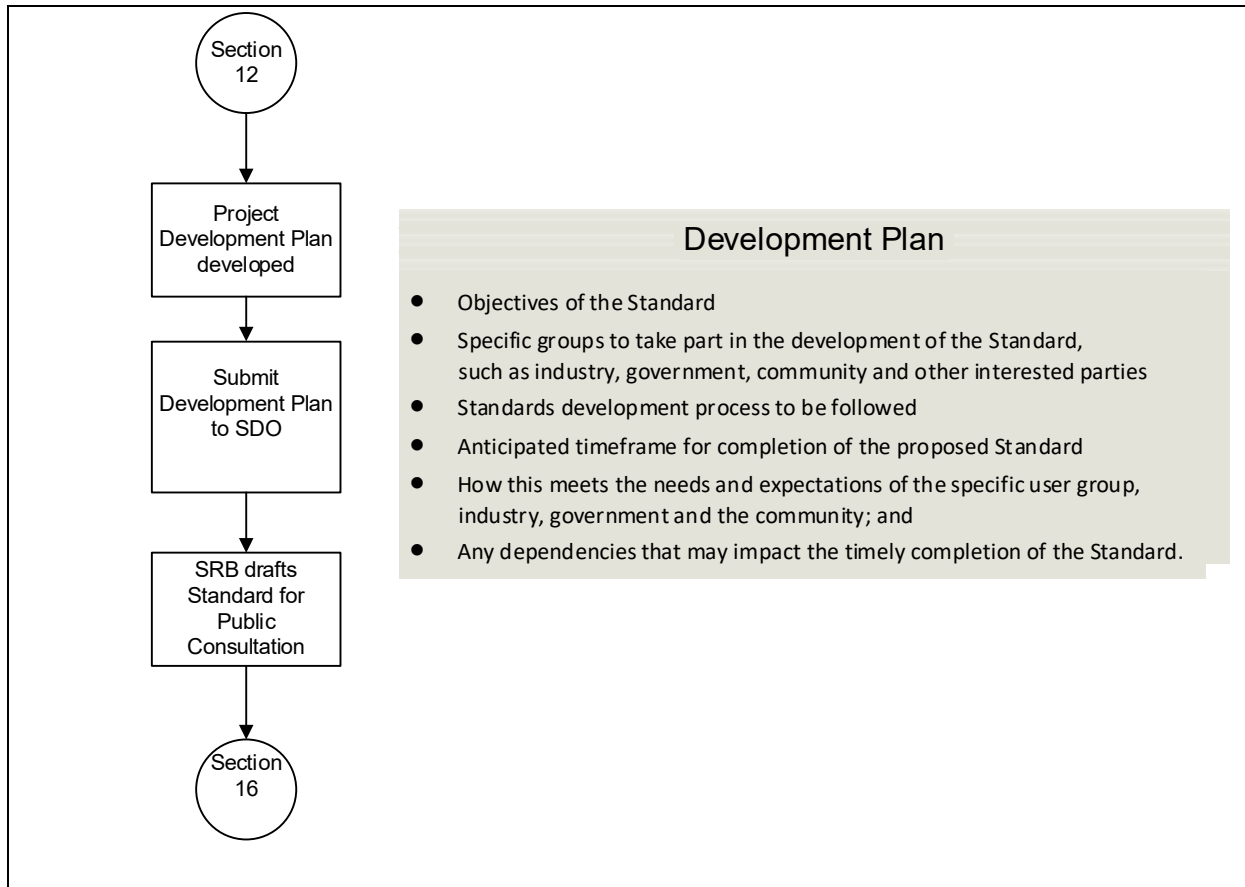 Section
12
Project
Development Plan
developed
Submit
Development Plan
to SDO
SRB drafts
Standard for
Public
Consultation
Section
16
Development Plan
● Objectives of the Standard
● Specific groups to take part in the development of the Standard,
such as industry, government, community and other interested parties
● Standards development process to be followed
● Anticipated timeframe for completion of the proposed Standard
● How this meets the needs and expectations of the specific user group,
industry, government and the community; and
● Any dependencies that may impact the timely completion of the Standard.